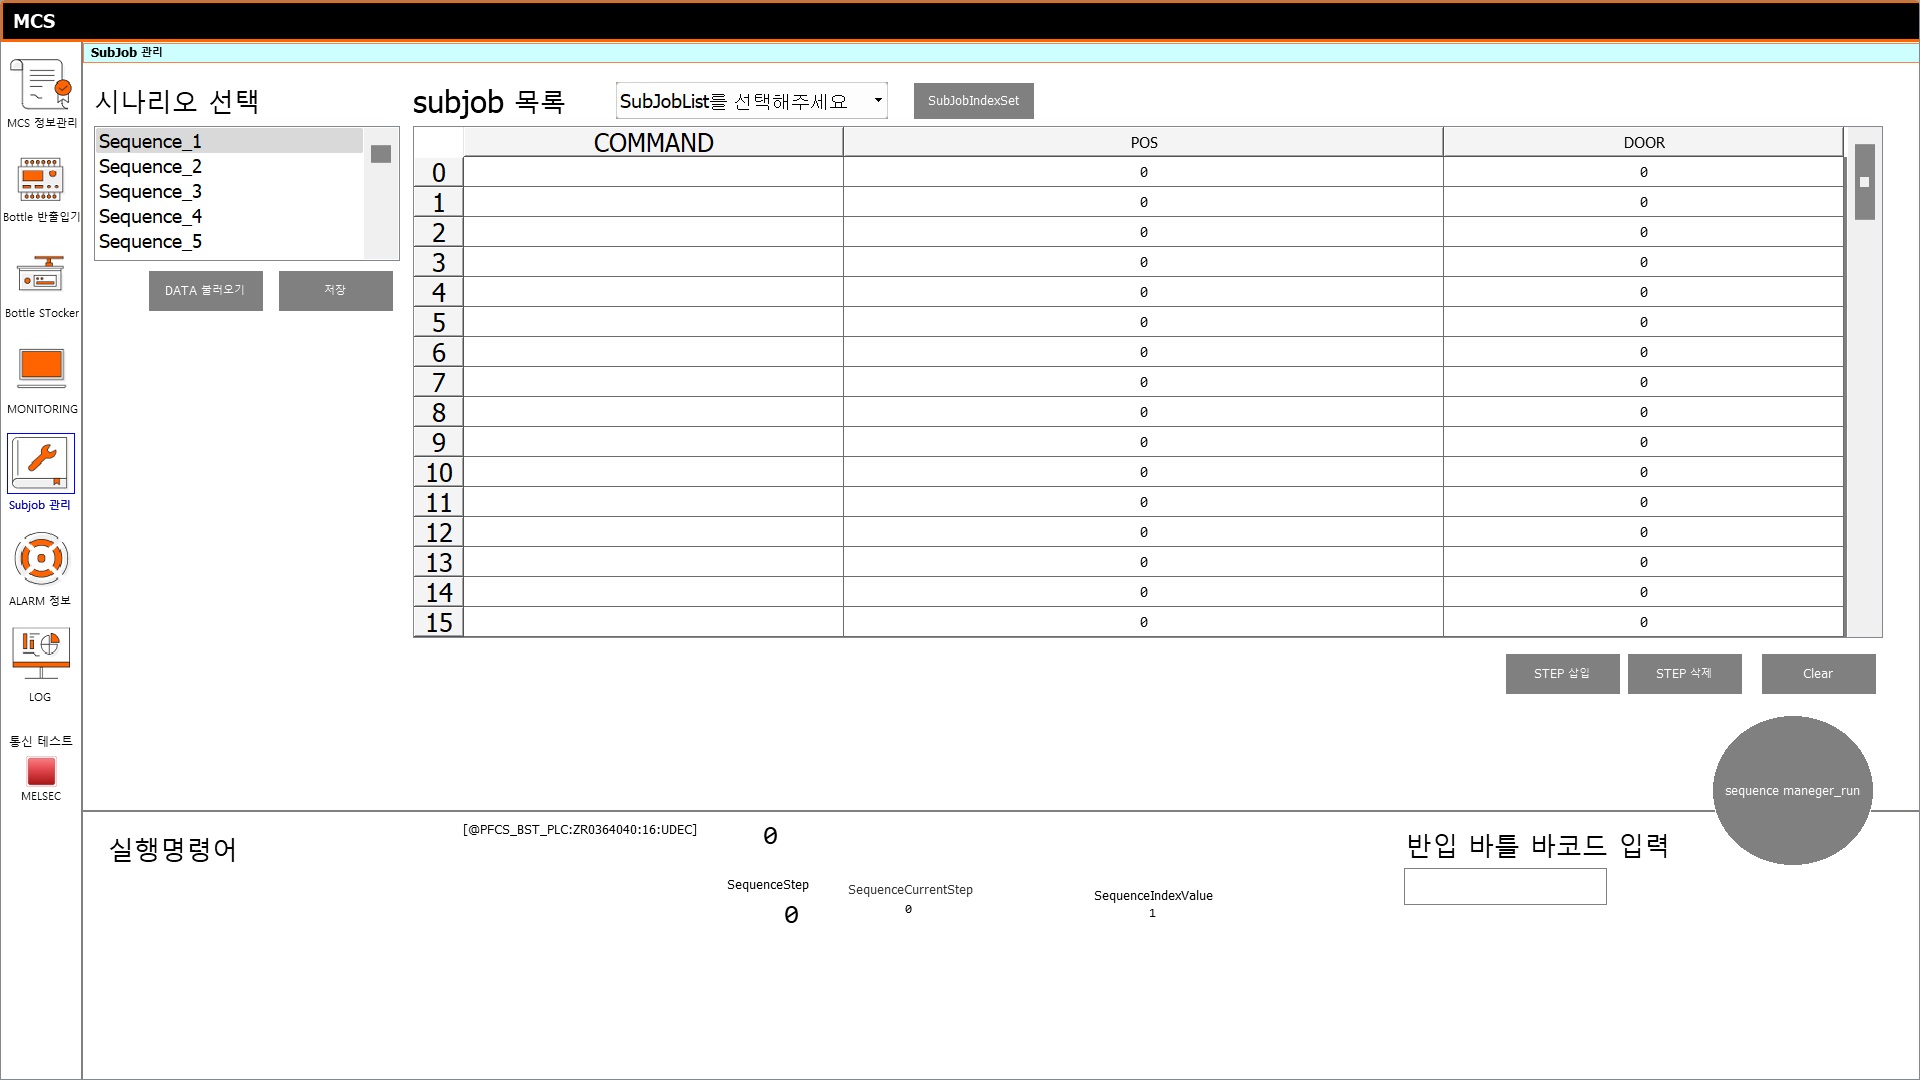 MCS
SubJob 관리
MCS 정보관리
Bottle 반출입기
Bottle STocker
MONITORING
Subjob 관리
ALARM 정보
LOG
통신 테스트
MELSEC
시나리오 선택
Sequence_1
Sequence_2
Sequence_3
Sequence_4
Sequence_5
DATA 불러오기 저장
subjob 목록 SubJobList를 선택해주세요 SubJobIndexSet
COMMAND POS DOOR
0 0 0
1 0 0
2 0 0
3 0 0
4 0 0
5 0 0
6 0 0
7 0 0
8 0 0
9 0 0
10 0 0
11 0 0
12 0 0
13 0 0
14 0 0
15 0 0
STEP 삽입 STEP 삭제 Clear
sequence maneger_run
실행명령어
[@PFCS_BST_PLC:ZR0364040:16:UDEC] 0
SequenceStep SequenceCurrentStep SequenceIndexValue
0 0 1
반입 바틀 바코드 입력